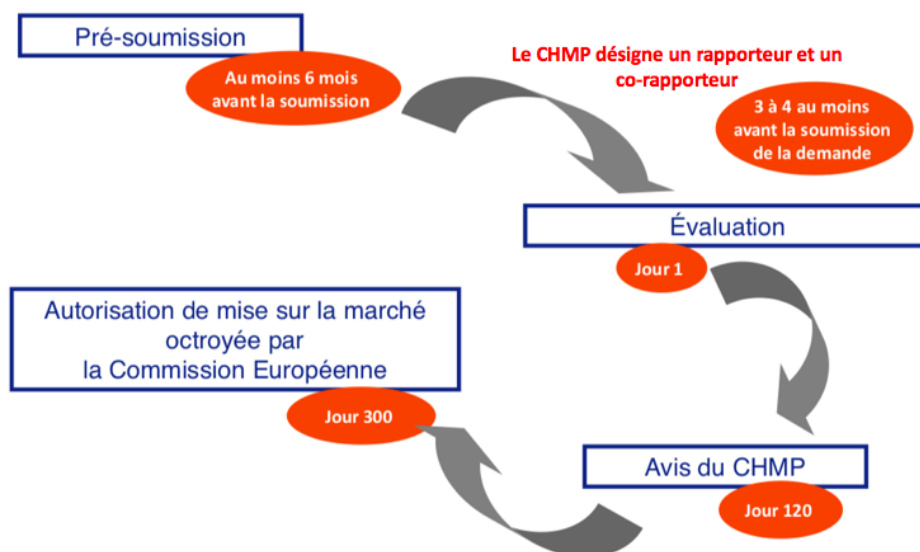 Pré-soumission
Au moins 6 mois
avant la soumission
Le CHMP désigne un rapporteur et un
co-rapporteur
3 à 4 au moins
avant la soumission
de la demande
Évaluation
Jour 1
Autorisation de mise sur la marché
octroyée par
la Commission Européenne
Jour 300
Avis du CHMP
Jour 120